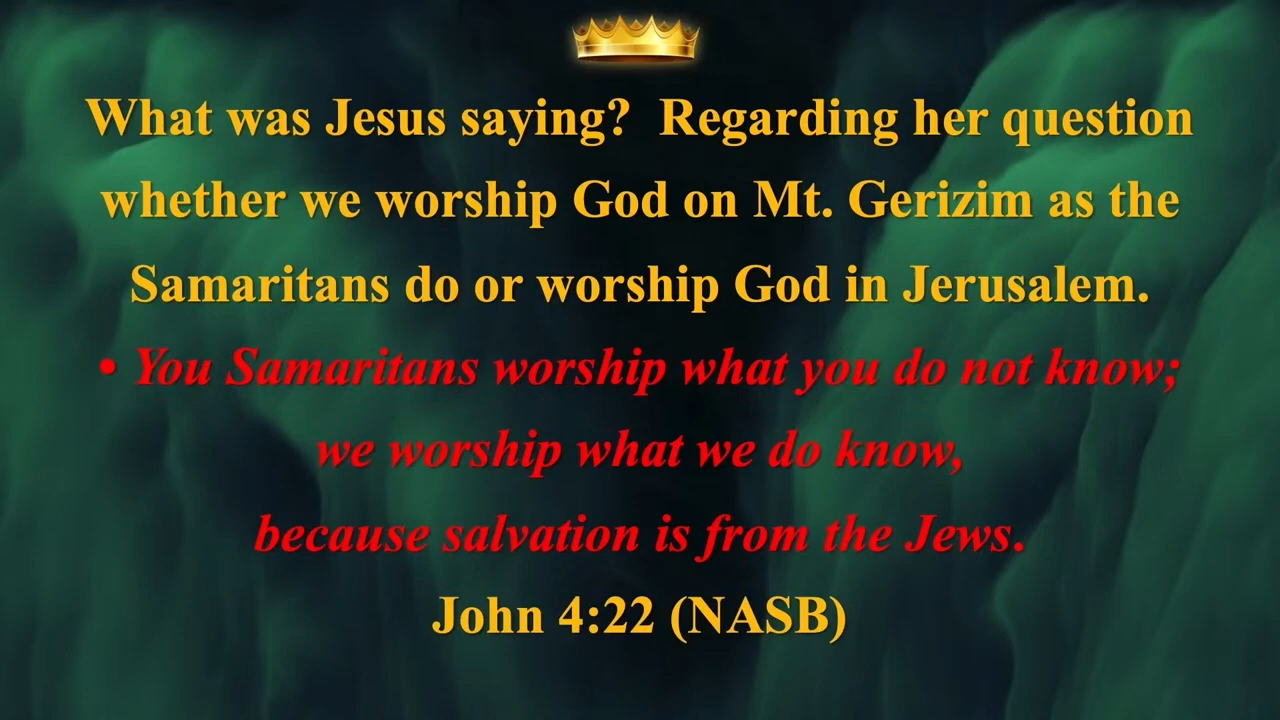 What was Jesus saying?  Regarding her question
whether we worship God on Mt. Gerizim as the
Samaritans do or worship God in Jerusalem.
• You Samaritans worship what you do not know;
we worship what we do know,
because salvation is from the Jews.
John 4:22 (NASB)